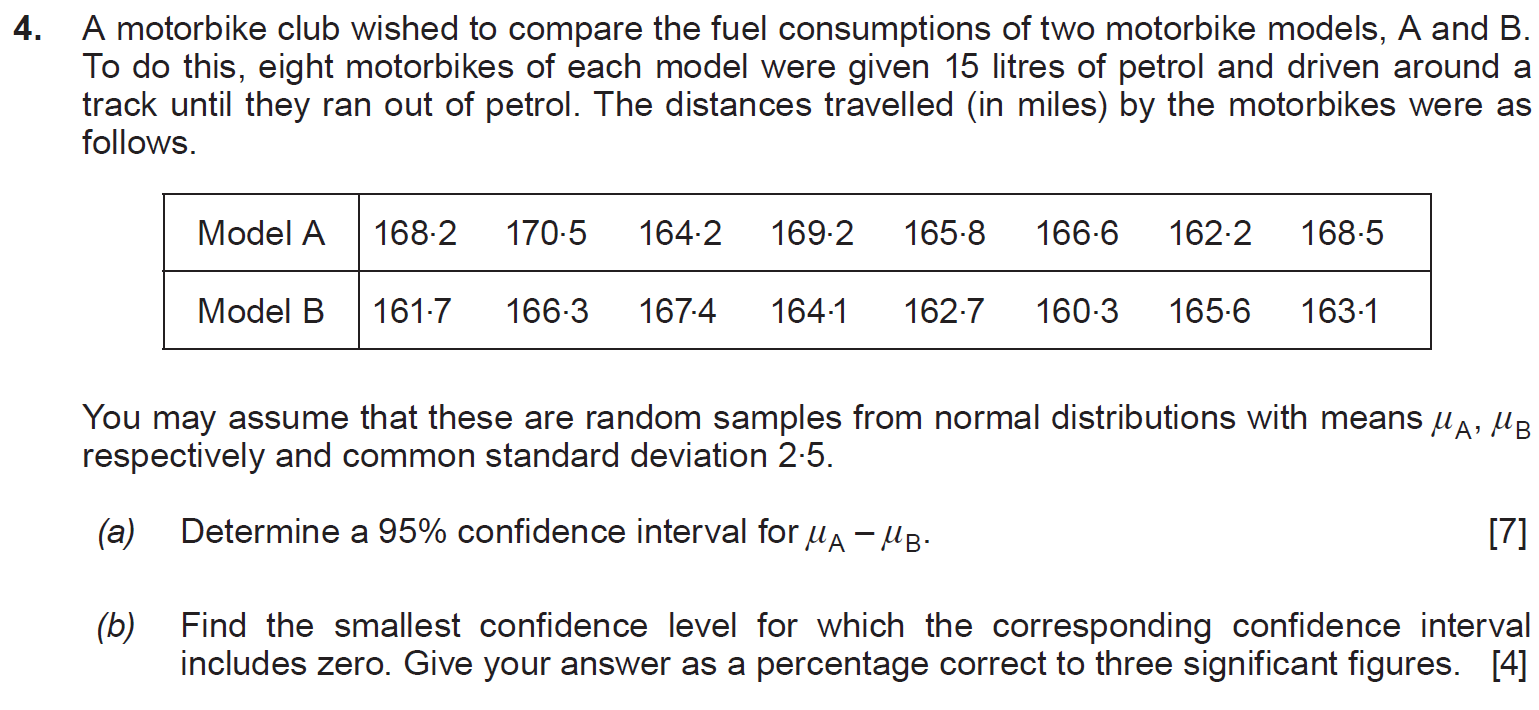 4. A motorbike club wished to compare the fuel consumptions of two motorbike models, A and B.
To do this, eight motorbikes of each model were given 15 litres of petrol and driven around a
track until they ran out of petrol. The distances travelled (in miles) by the motorbikes were as
follows.
Model A 168·2 170·5 164·2 169·2 165·8 166·6 162·2 168·5
Model B 161·7 166·3 167·4 164·1 162·7 160·3 165·6 163·1
You may assume that these are random samples from normal distributions with means μA, μB
respectively and common standard deviation 2·5.
(a) Determine a 95% confidence interval for μA – μB. [7]
(b) Find the smallest confidence level for which the corresponding confidence interval
includes zero. Give your answer as a percentage correct to three significant figures. [4]